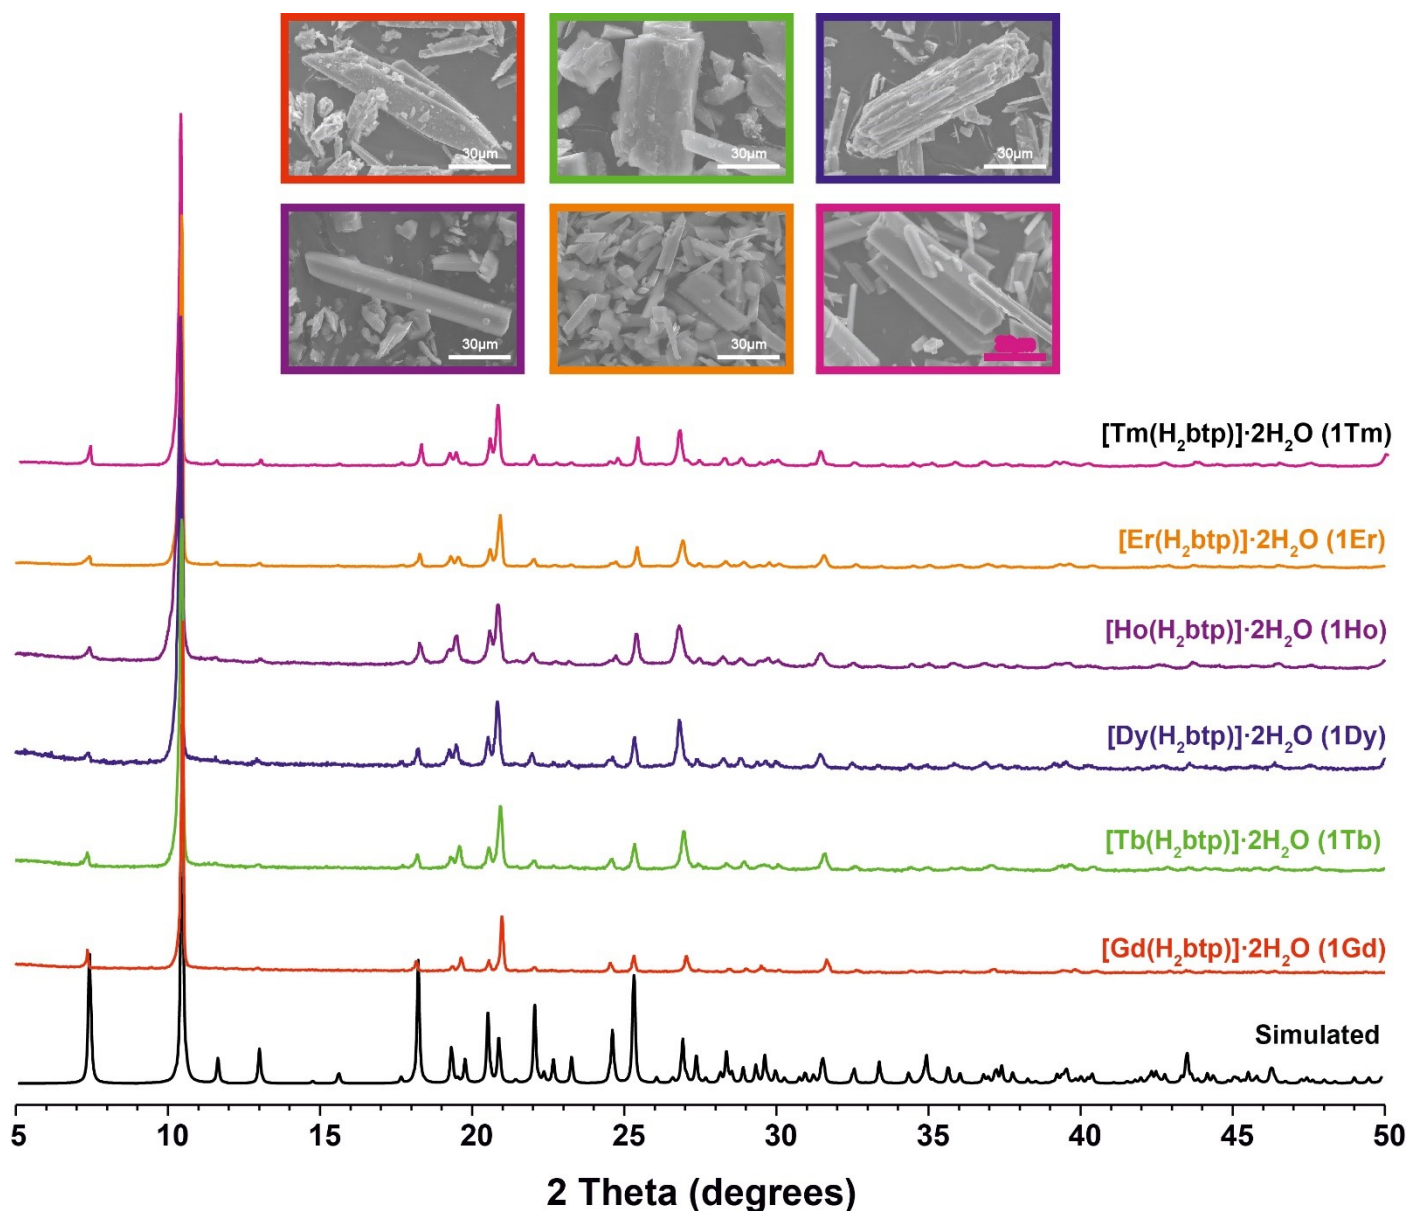 30µm
30µm
30µm
30µm
30µm
[Tm(H₂btp)]·2H₂O (1Tm)
[Er(H₂btp)]·2H₂O (1Er)
[Ho(H₂btp)]·2H₂O (1Ho)
[Dy(H₂btp)]·2H₂O (1Dy)
[Tb(H₂btp)]·2H₂O (1Tb)
[Gd(H₂btp)]·2H₂O (1Gd)
Simulated
5 10 15 20 25 30 35 40 45 50
2 Theta (degrees)